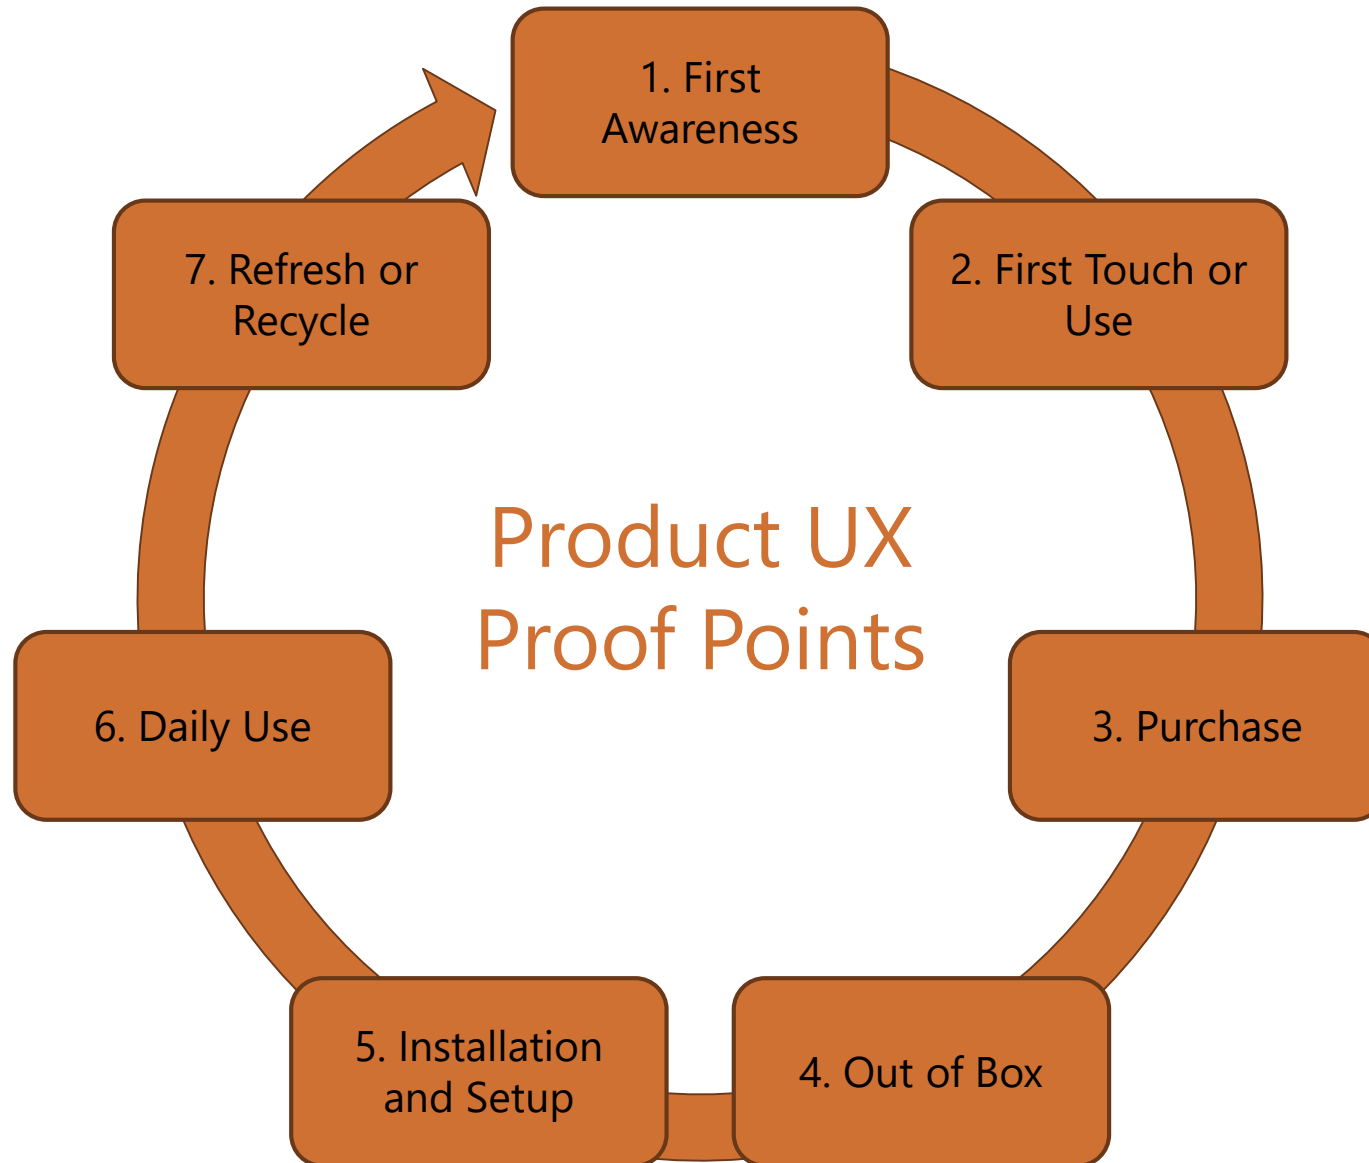 1. First
Awareness
2. First Touch or
Use
3. Purchase
4. Out of Box
5. Installation
and Setup
6. Daily Use
7. Refresh or
Recycle
Product UX
Proof Points